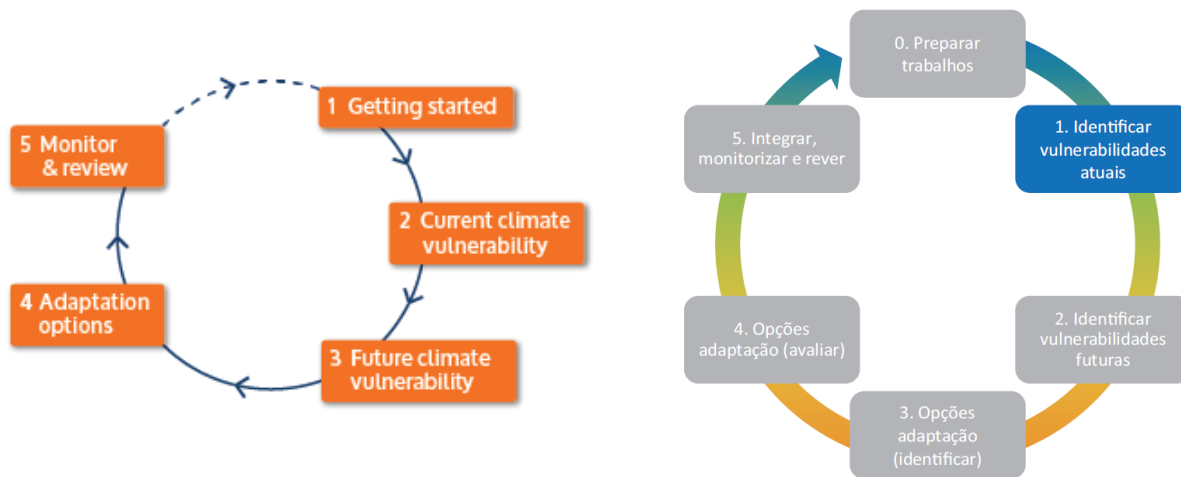 1 Getting started
2 Current climate
vulnerability
3 Future climate
vulnerability
4 Adaptation
options
5 Monitor
& review
0. Preparar
trabalhos
1. Identificar
vulnerabilidades
atuais
2. Identificar
vulnerabilidades
futuras
3. Opções
adaptação
(identificar)
4. Opções
adaptação (avaliar)
5. Integrar,
monitorizar e rever